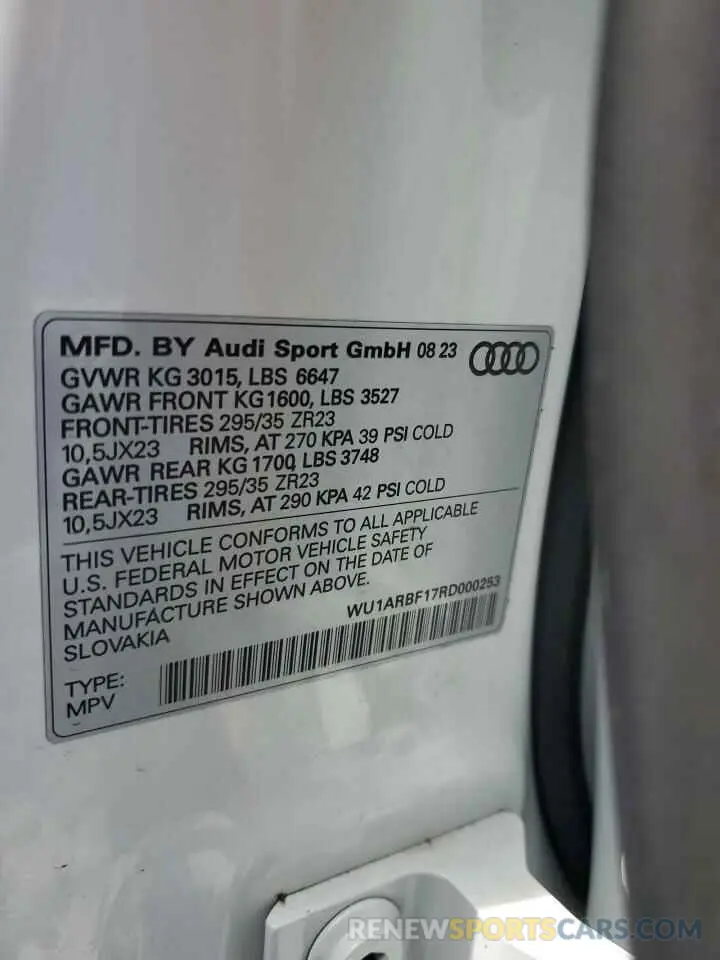 MFD. BY Audi Sport GmbH 08 23
GVWR KG 3015, LBS 6647
GAWR FRONT KG 1600, LBS 3527
FRONT-TIRES 295/35 ZR23
10,5JX23 RIMS, AT 270 KPA 39 PSI COLD
GAWR REAR KG 1700, LBS 3748
REAR-TIRES 295/35 ZR23
10,5JX23 RIMS, AT 290 KPA 42 PSI COLD
THIS VEHICLE CONFORMS TO ALL APPLICABLE
U.S. FEDERAL MOTOR VEHICLE SAFETY
STANDARDS IN EFFECT ON THE DATE OF
MANUFACTURE SHOWN ABOVE.
SLOVAKIA
WU1ARBF17RD000253
TYPE:
MPV
RENEWSPORTSCARS.COM